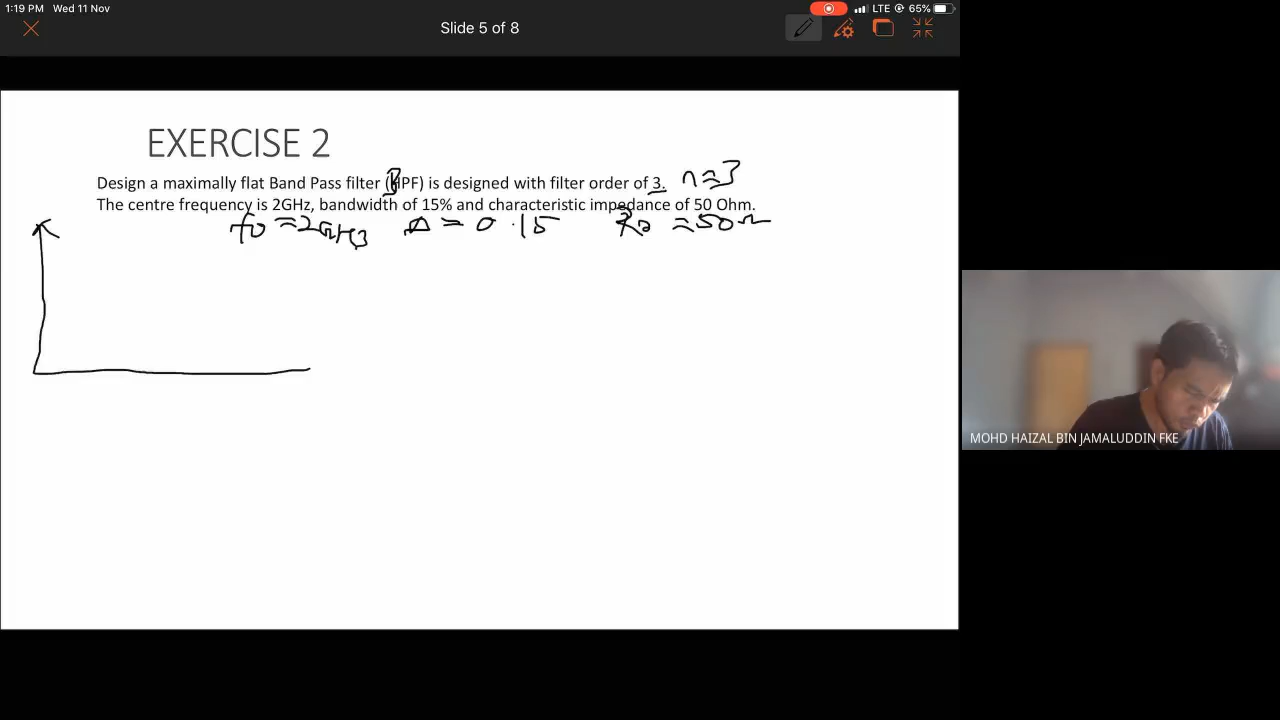 1:19 PM Wed 11 Nov
LTE 65%
Slide 5 of 8
EXERCISE 2
Design a maximally flat Band Pass filter (BPF) is designed with filter order of 3. n=3
The centre frequency is 2GHz, bandwidth of 15% and characteristic impedance of 50 Ohm.
f0 = 2GHz Δ = 0.15 Z0 = 50Ω
MOHD HAIZAL BIN JAMALUDDIN FKE